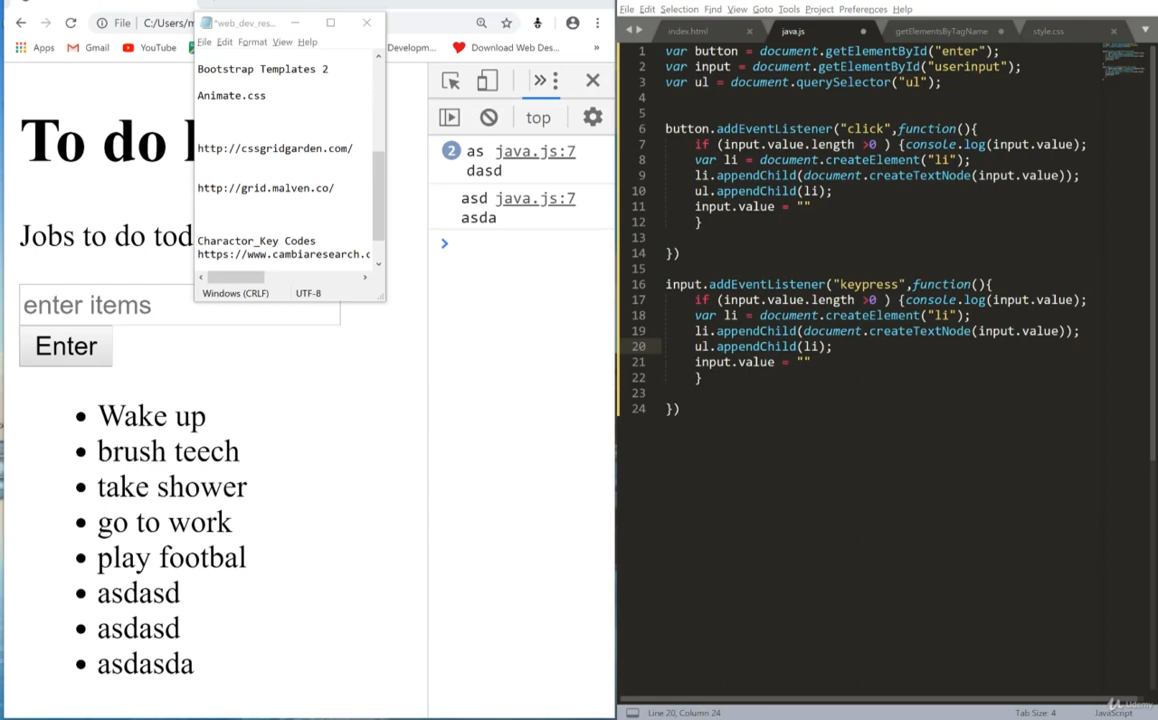 File C:/Users/m
Apps Gmail YouTube
Developm... Download Web Des... »
*web_dev_res...
File Edit Format View Help
Bootstrap Templates 2
Animate.css
http://cssgridgarden.com/
http://grid.malven.co/
Charactor_Key Codes
https://www.cambiaresearch.c
Windows (CRLF) UTF-8
To do l
Jobs to do tod
enter items
Enter
Wake up
brush teech
take shower
go to work
play footbal
asdasd
asdasd
asdasda
top
2 as java.js:7
dasd
asd java.js:7
asda
File Edit Selection Find View Goto Tools Project Preferences Help
index.html java.js getElementsByTagName style.css
1 var button = document.getElementById("enter");
2 var input = document.getElementById("userinput");
3 var ul = document.querySelector("ul");
4
5
6 button.addEventListener("click",function(){
7 if (input.value.length >0 ) {console.log(input.value);
8 var li = document.createElement("li");
9 li.appendChild(document.createTextNode(input.value));
10 ul.appendChild(li);
11 input.value = ""
12 }
13
14 })
15
16 input.addEventListener("keypress",function(){
17 if (input.value.length >0 ) {console.log(input.value);
18 var li = document.createElement("li");
19 li.appendChild(document.createTextNode(input.value));
20 ul.appendChild(li);
21 input.value = ""
22 }
23
24 })
Line 20, Column 24 Tab Size: 4 JavaScript
Udemy